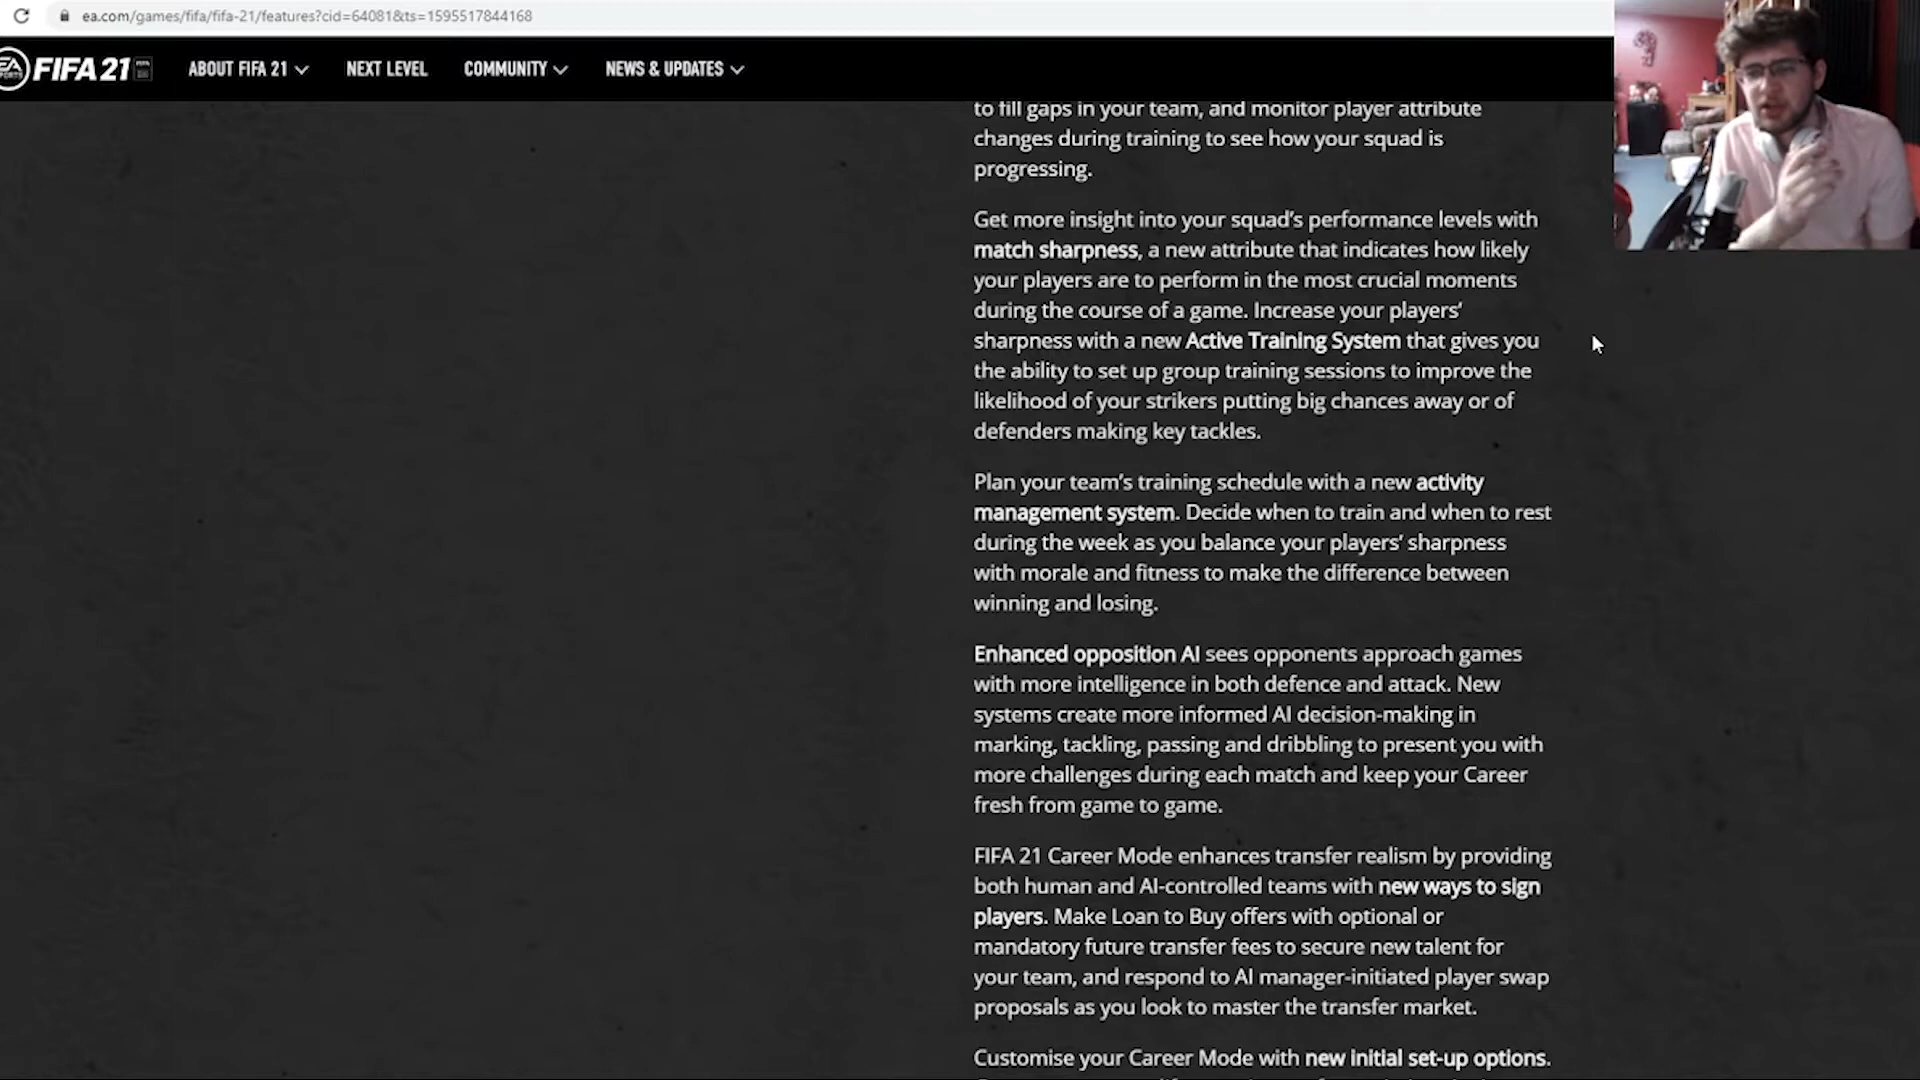 ea.com/games/fifa/fifa-21/features?cid=64081&ts=1595517844168
EA SPORTS FIFA 21
ABOUT FIFA 21
NEXT LEVEL
COMMUNITY
NEWS & UPDATES
to fill gaps in your team, and monitor player attribute
changes during training to see how your squad is
progressing.
Get more insight into your squad’s performance levels with
match sharpness, a new attribute that indicates how likely
your players are to perform in the most crucial moments
during the course of a game. Increase your players’
sharpness with a new Active Training System that gives you
the ability to set up group training sessions to improve the
likelihood of your strikers putting big chances away or of
defenders making key tackles.
Plan your team’s training schedule with a new activity
management system. Decide when to train and when to rest
during the week as you balance your players’ sharpness
with morale and fitness to make the difference between
winning and losing.
Enhanced opposition AI sees opponents approach games
with more intelligence in both defence and attack. New
systems create more informed AI decision-making in
marking, tackling, passing and dribbling to present you with
more challenges during each match and keep your Career
fresh from game to game.
FIFA 21 Career Mode enhances transfer realism by providing
both human and AI-controlled teams with new ways to sign
players. Make Loan to Buy offers with optional or
mandatory future transfer fees to secure new talent for
your team, and respond to AI manager-initiated player swap
proposals as you look to master the transfer market.
Customise your Career Mode with new initial set-up options.